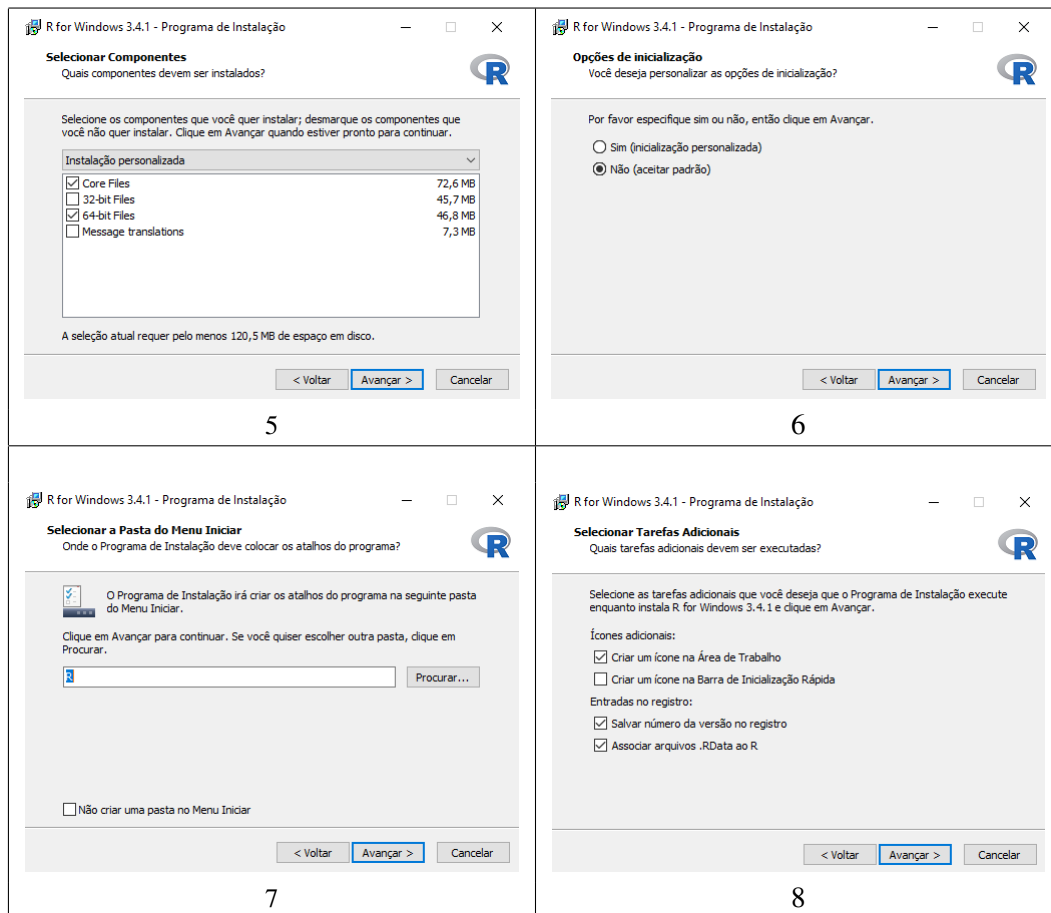 R for Windows 3.4.1 - Programa de Instalação
Selecionar Componentes
Quais componentes devem ser instalados?
R
Selecione os componentes que você quer instalar; desmarque os componentes que
você não quer instalar. Clique em Avançar quando estiver pronto para continuar.
Instalação personalizada
Core Files 72,6 MB
32-bit Files 45,7 MB
64-bit Files 46,8 MB
Message translations 7,3 MB
A seleção atual requer pelo menos 120,5 MB de espaço em disco.
< Voltar Avançar > Cancelar
5
R for Windows 3.4.1 - Programa de Instalação
Opções de inicialização
Você deseja personalizar as opções de inicialização?
R
Por favor especifique sim ou não, então clique em Avançar.
Sim (inicialização personalizada)
Não (aceitar padrão)
< Voltar Avançar > Cancelar
6
R for Windows 3.4.1 - Programa de Instalação
Selecionar a Pasta do Menu Iniciar
Onde o Programa de Instalação deve colocar os atalhos do programa?
R
O Programa de Instalação irá criar os atalhos do programa na seguinte pasta
do Menu Iniciar.
Clique em Avançar para continuar. Se você quiser escolher outra pasta, clique em
Procurar.
R Procurar...
Não criar uma pasta no Menu Iniciar
< Voltar Avançar > Cancelar
7
R for Windows 3.4.1 - Programa de Instalação
Selecionar Tarefas Adicionais
Quais tarefas adicionais devem ser executadas?
R
Selecione as tarefas adicionais que você deseja que o Programa de Instalação execute
enquanto instala R for Windows 3.4.1 e clique em Avançar.
Ícones adicionais:
Criar um ícone na Área de Trabalho
Criar um ícone na Barra de Inicialização Rápida
Entradas no registro:
Salvar número da versão no registro
Associar arquivos .RData ao R
< Voltar Avançar > Cancelar
8